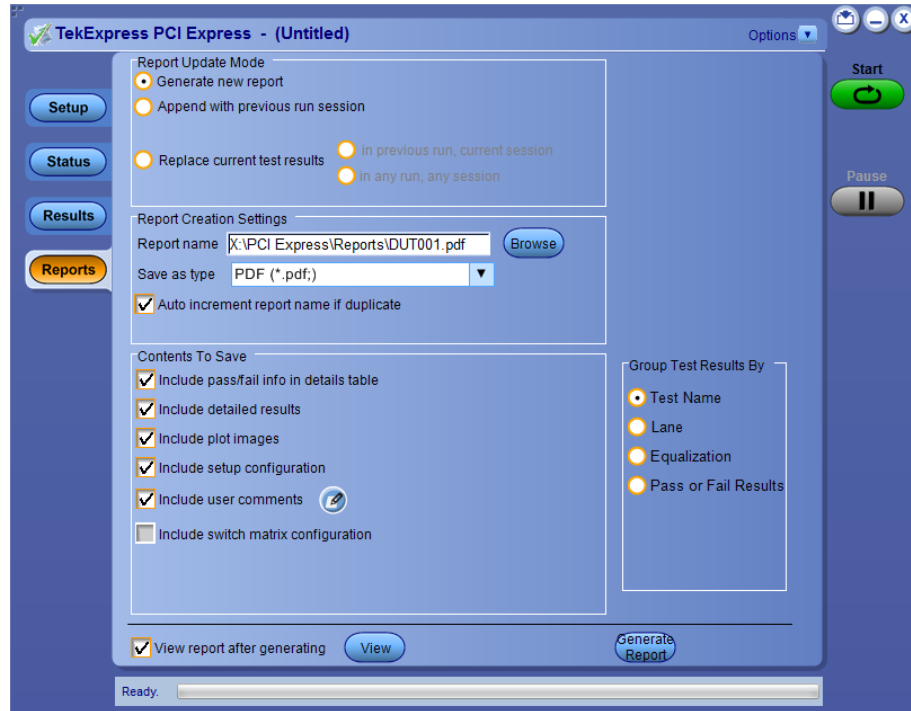 TekExpress PCI Express - (Untitled)
Options
Start
Pause
Setup
Status
Results
Reports
Report Update Mode
Generate new report
Append with previous run session
Replace current test results
in previous run, current session
in any run, any session
Report Creation Settings
Report name X:\PCI Express\Reports\DUT001.pdf Browse
Save as type PDF (*.pdf;)
Auto increment report name if duplicate
Contents To Save
Include pass/fail info in details table
Include detailed results
Include plot images
Include setup configuration
Include user comments
Include switch matrix configuration
Group Test Results By
Test Name
Lane
Equalization
Pass or Fail Results
View report after generating View
Generate
Report
Ready.